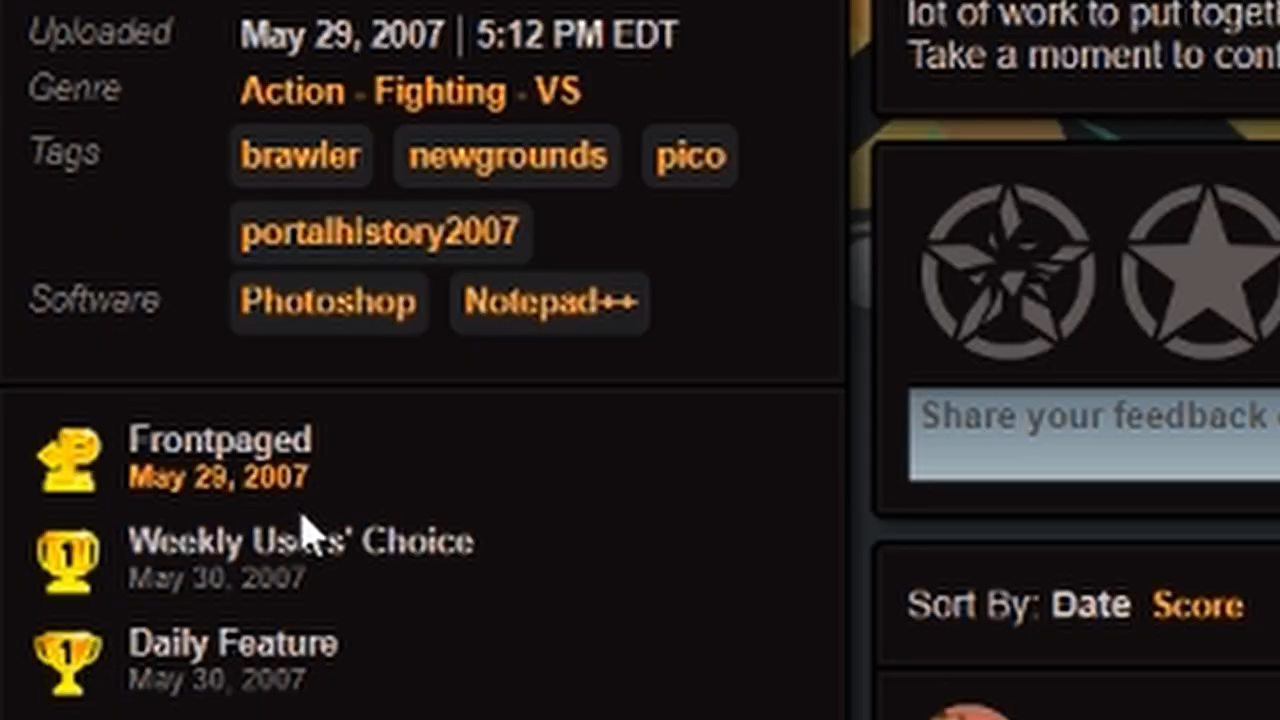 Uploaded May 29, 2007 | 5:12 PM EDT
Genre Action - Fighting - VS
Tags brawler newgrounds pico
portalhistory2007
Software Photoshop Notepad++
Frontpaged
May 29, 2007
Weekly Users' Choice
May 30, 2007
Daily Feature
May 30, 2007
lot of work to put
Take a moment to
Share your feedback
Sort By: Date Score